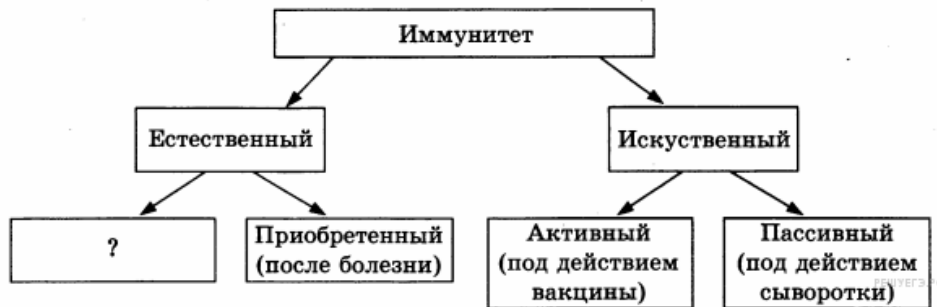 Иммунитет
Естественный
Искуственный
?
Приобретенный
(после болезни)
Активный
(под действием
вакцины)
Пассивный
(под действием
сыворотки)